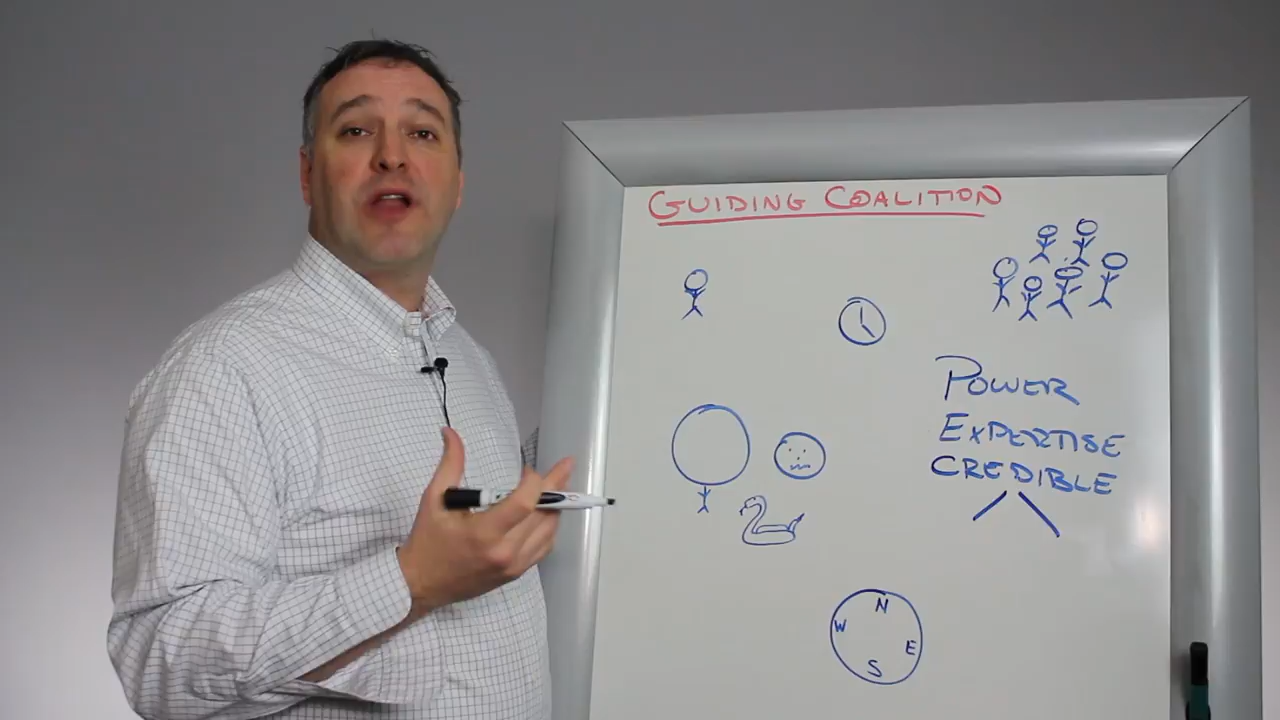 GUIDING COALITION
POWER
EXPERTISE
CREDIBLE
N
W
E
S